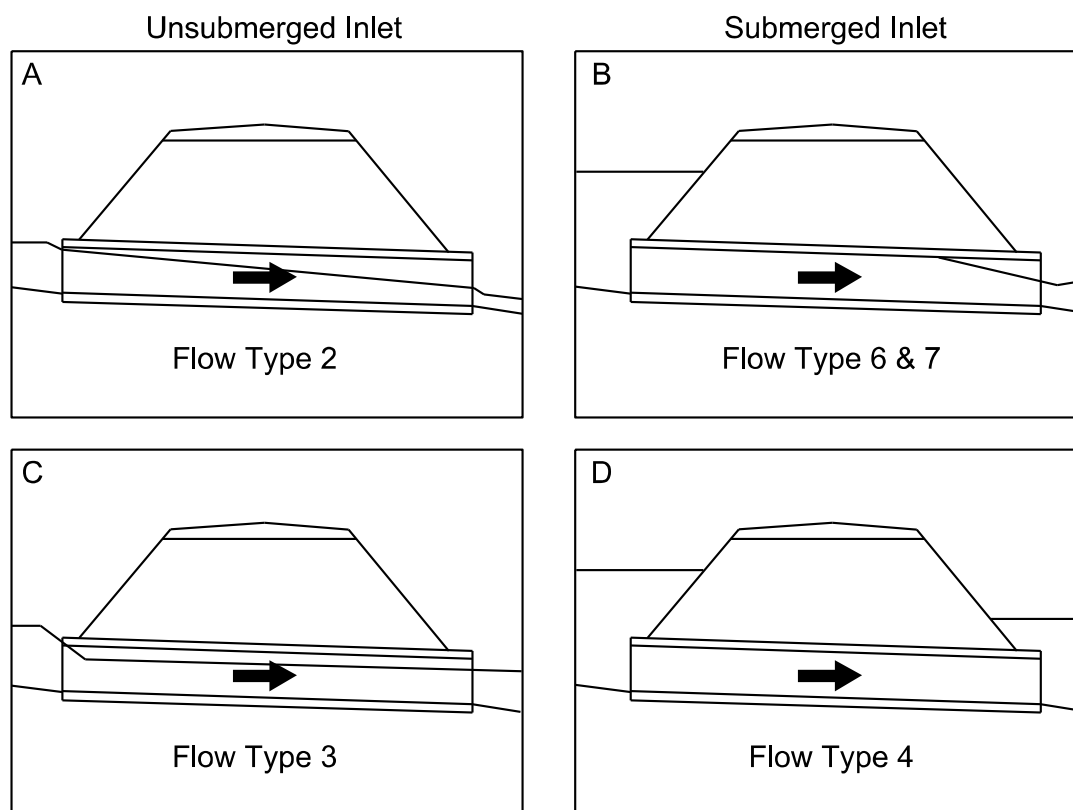 Unsubmerged Inlet
Submerged Inlet
A
Flow Type 2
B
Flow Type 6 & 7
C
Flow Type 3
D
Flow Type 4